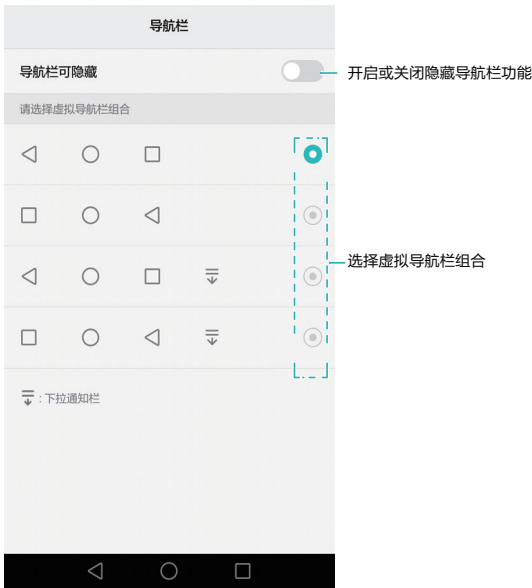 导航栏
导航栏可隐藏
开启或关闭隐藏导航栏功能
请选择虚拟导航栏组合
选择虚拟导航栏组合
:下拉通知栏